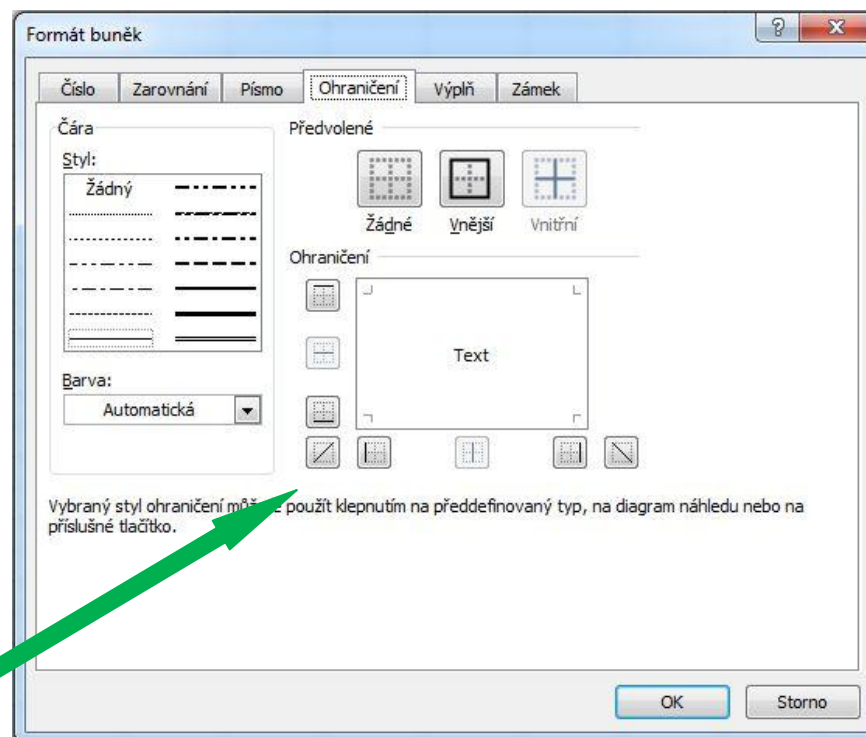 Formát buněk
Číslo Zarovnání Písmo Ohraničení Výplň Zámek
Čára
Styl:
Žádný
Barva:
Automatická
Předvolené
Žádné Vnější Vnitřní
Ohraničení
Text
Vybraný styl ohraničení použít klepnutím na předdefinovaný typ, na diagram náhledu nebo na
příslušné tlačítko.
OK Storno